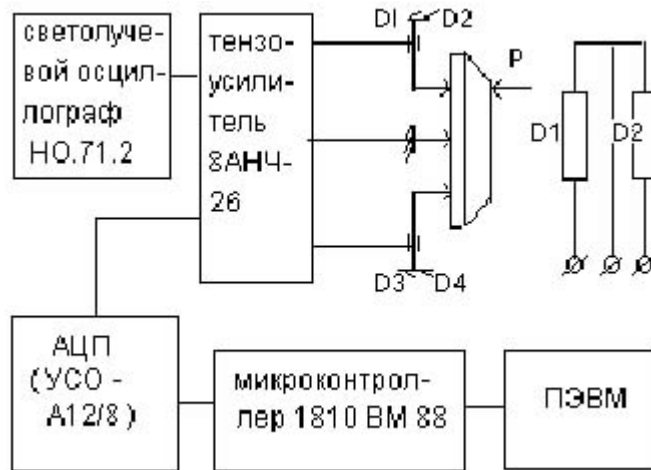 светолуче-
вой осцил-
лограф
НО.71.2
тензо-
усили-
тель
8АНЧ-
26
D1 D2
P
D1
D2
D3 D4
АЦП
(УСО -
А12/8)
микроконтрол-
лер 1810 ВМ 88
ПЭВМ